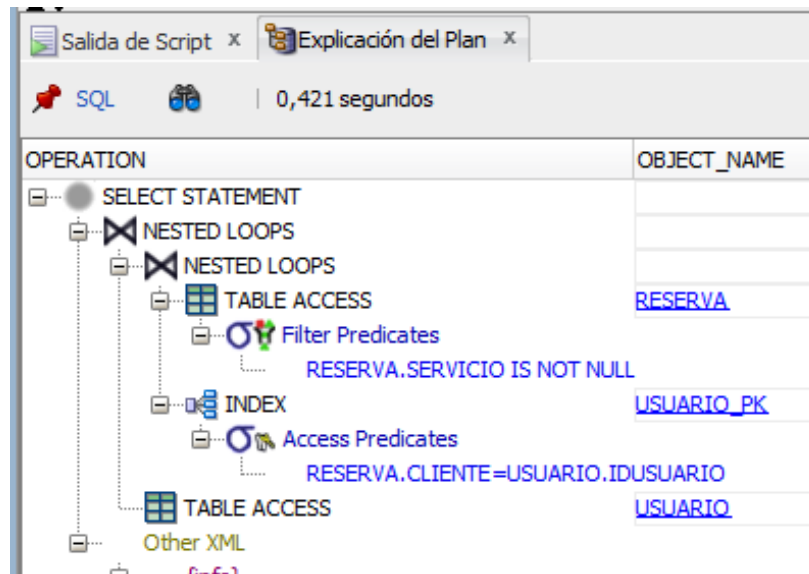 Salida de Script x Explicación del Plan x
SQL | 0,421 segundos
OPERATION OBJECT_NAME
SELECT STATEMENT
NESTED LOOPS
NESTED LOOPS
TABLE ACCESS RESERVA
Filter Predicates
RESERVA.SERVICIO IS NOT NULL
INDEX USUARIO_PK
Access Predicates
RESERVA.CLIENTE=USUARIO.IDUSUARIO
TABLE ACCESS USUARIO
Other XML